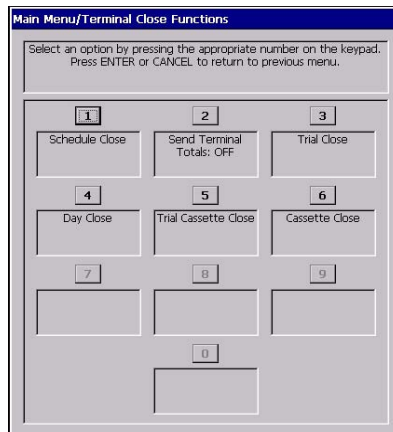 Main Menu/Terminal Close Functions
Select an option by pressing the appropriate number on the keypad.
Press ENTER or CANCEL to return to previous menu.
1 2 3
Schedule Close Send Terminal Trial Close
Totals: OFF
4 5 6
Day Close Trial Cassette Close Cassette Close
7 8 9
0